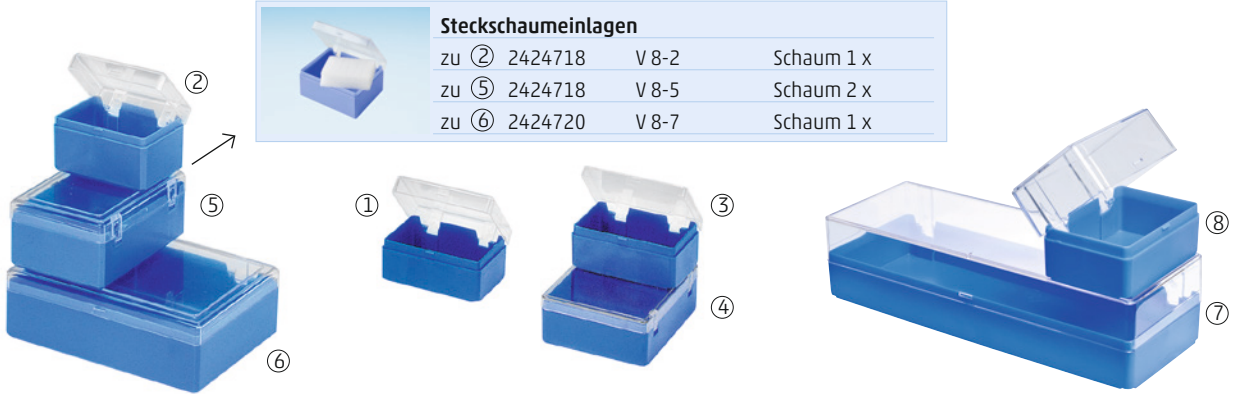 Steckschaumeinlagen
zu ② 2424718 V 8-2 Schaum 1 x
zu ⑤ 2424718 V 8-5 Schaum 2 x
zu ⑥ 2424720 V 8-7 Schaum 1 x
②
⑤
⑥
①
③
④
⑧
⑦